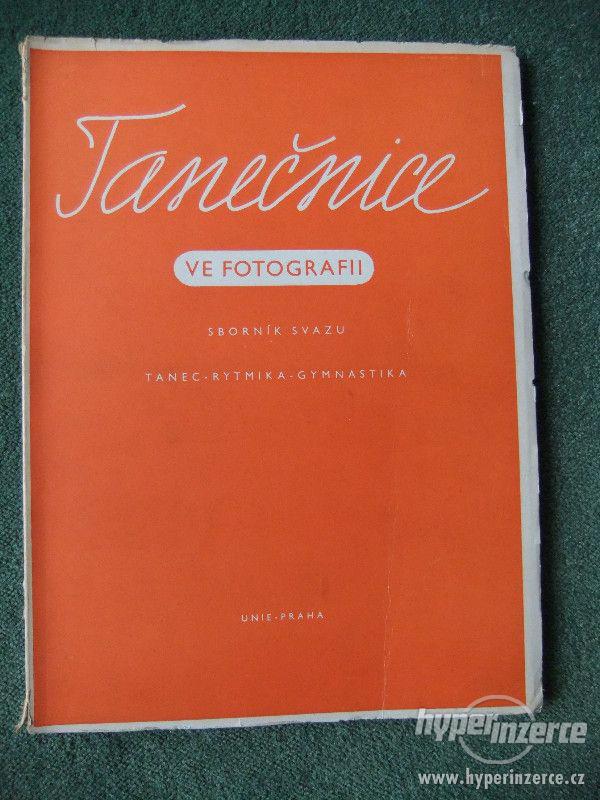 Tanečnice
VE FOTOGRAFII
SBORNÍK SVAZU
TANEC-RYTMIKA-GYMNASTIKA
UNIE-PRAHA
hyperinzerce
www.hyperinzerce.cz